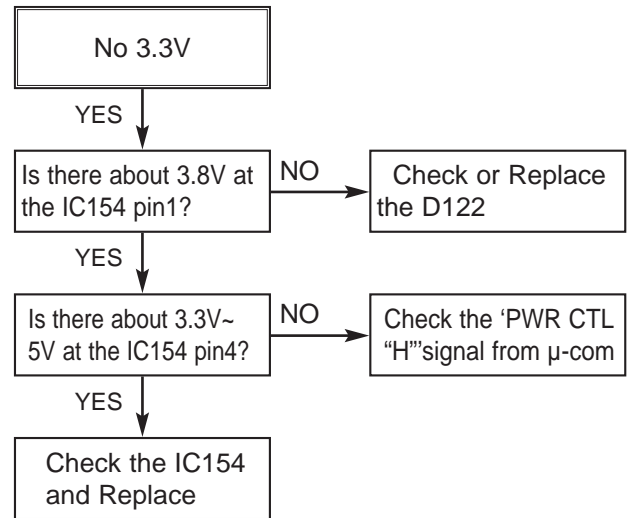 No 3.3V
YES
Is there about 3.8V at
the IC154 pin1?
NO
Check or Replace
the D122
YES
Is there about 3.3V~
5V at the IC154 pin4?
NO
Check the ‘PWR CTL
“H”’signal from µ-com
YES
Check the IC154
and Replace